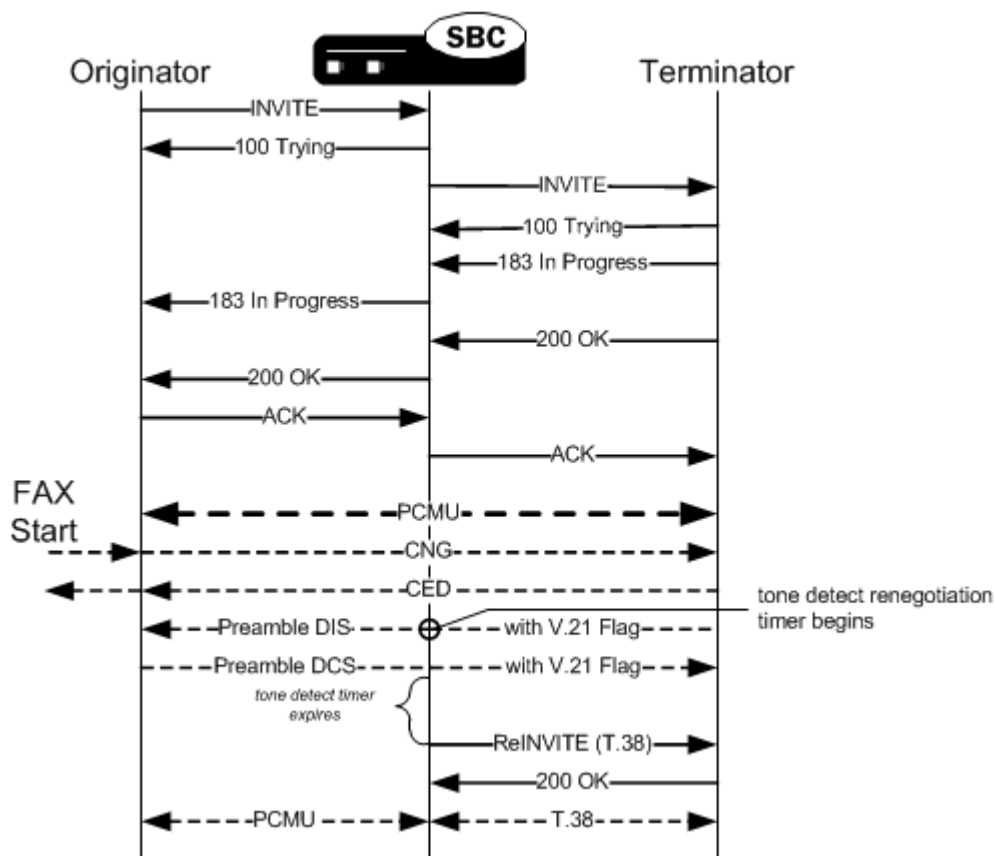 SBC
Originator
Terminator
INVITE
100 Trying
INVITE
100 Trying
183 In Progress
183 In Progress
200 OK
200 OK
ACK
ACK
FAX
Start
PCMU
CNG
CED
tone detect renegotiation
timer begins
Preamble DIS
with V.21 Flag
Preamble DCS
with V.21 Flag
tone detect timer
expires
ReINVITE (T.38)
200 OK
PCMU
T.38